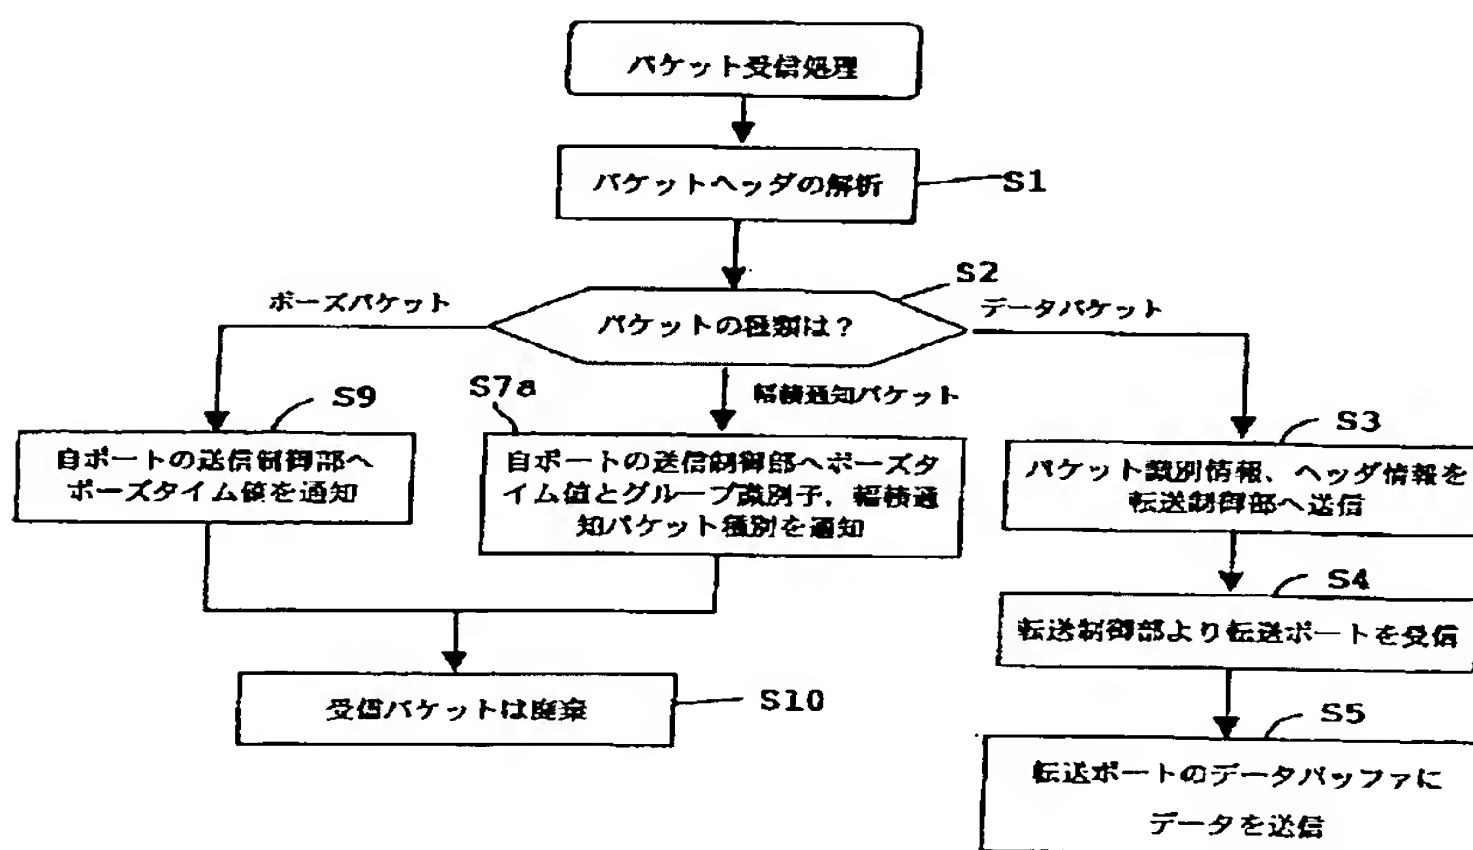 パケット受信処理
パケットヘッダの解析
S1
S2
ポーズパケット
パケットの種類は？
データパケット
S9
S7a
輻輳通知パケット
S3
自ポートの送信制御部へ
ポーズタイム値を通知
自ポートの送信制御部へポーズタ
イム値とグループ識別子，輻輳通
知パケット種別を通知
パケット識別情報、ヘッダ情報を
転送制御部へ送信
S4
転送制御部より転送ポートを受信
受信パケットは廃棄
S10
S5
転送ポートのデータバッファに
データを送信